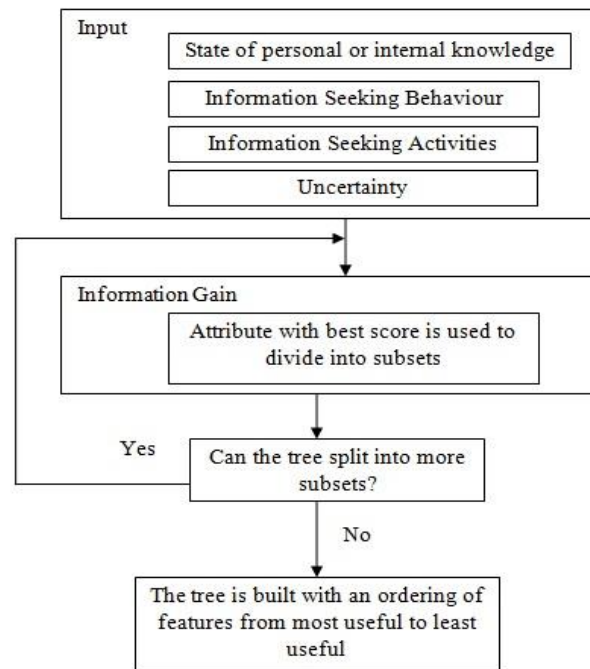 Input
State of personal or internal knowledge
Information Seeking Behaviour
Information Seeking Activities
Uncertainty
Information Gain
Attribute with best score is used to
divide into subsets
Yes
Can the tree split into more
subsets?
No
The tree is built with an ordering of
features from most useful to least
useful